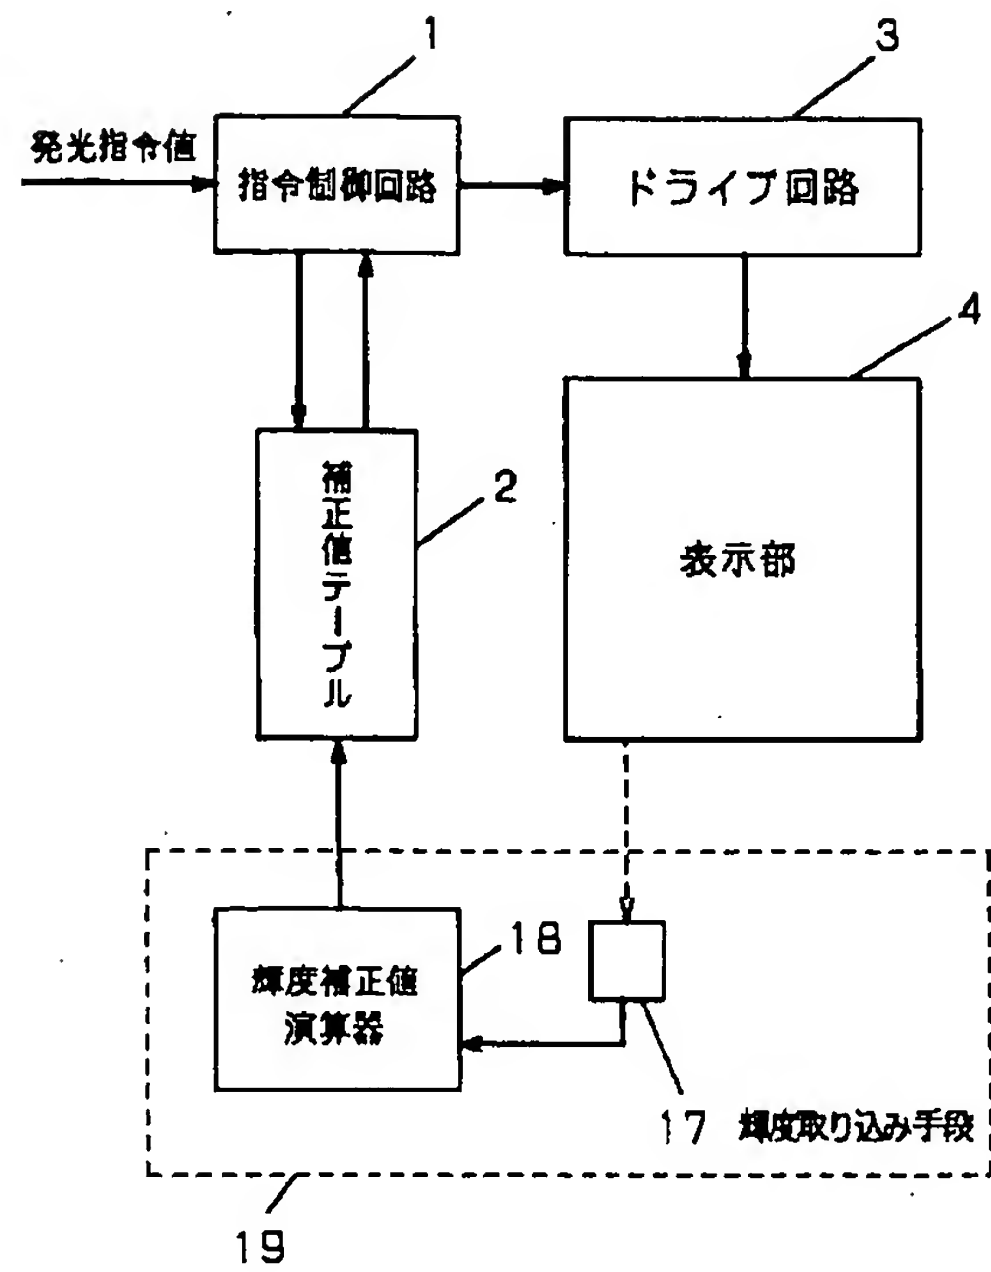 1
3
発光指令値
指令制御回路
ドライブ回路
4
補正値テーブル
2
表示部
18
輝度補正値
演算器
17 輝度取り込み手段
19